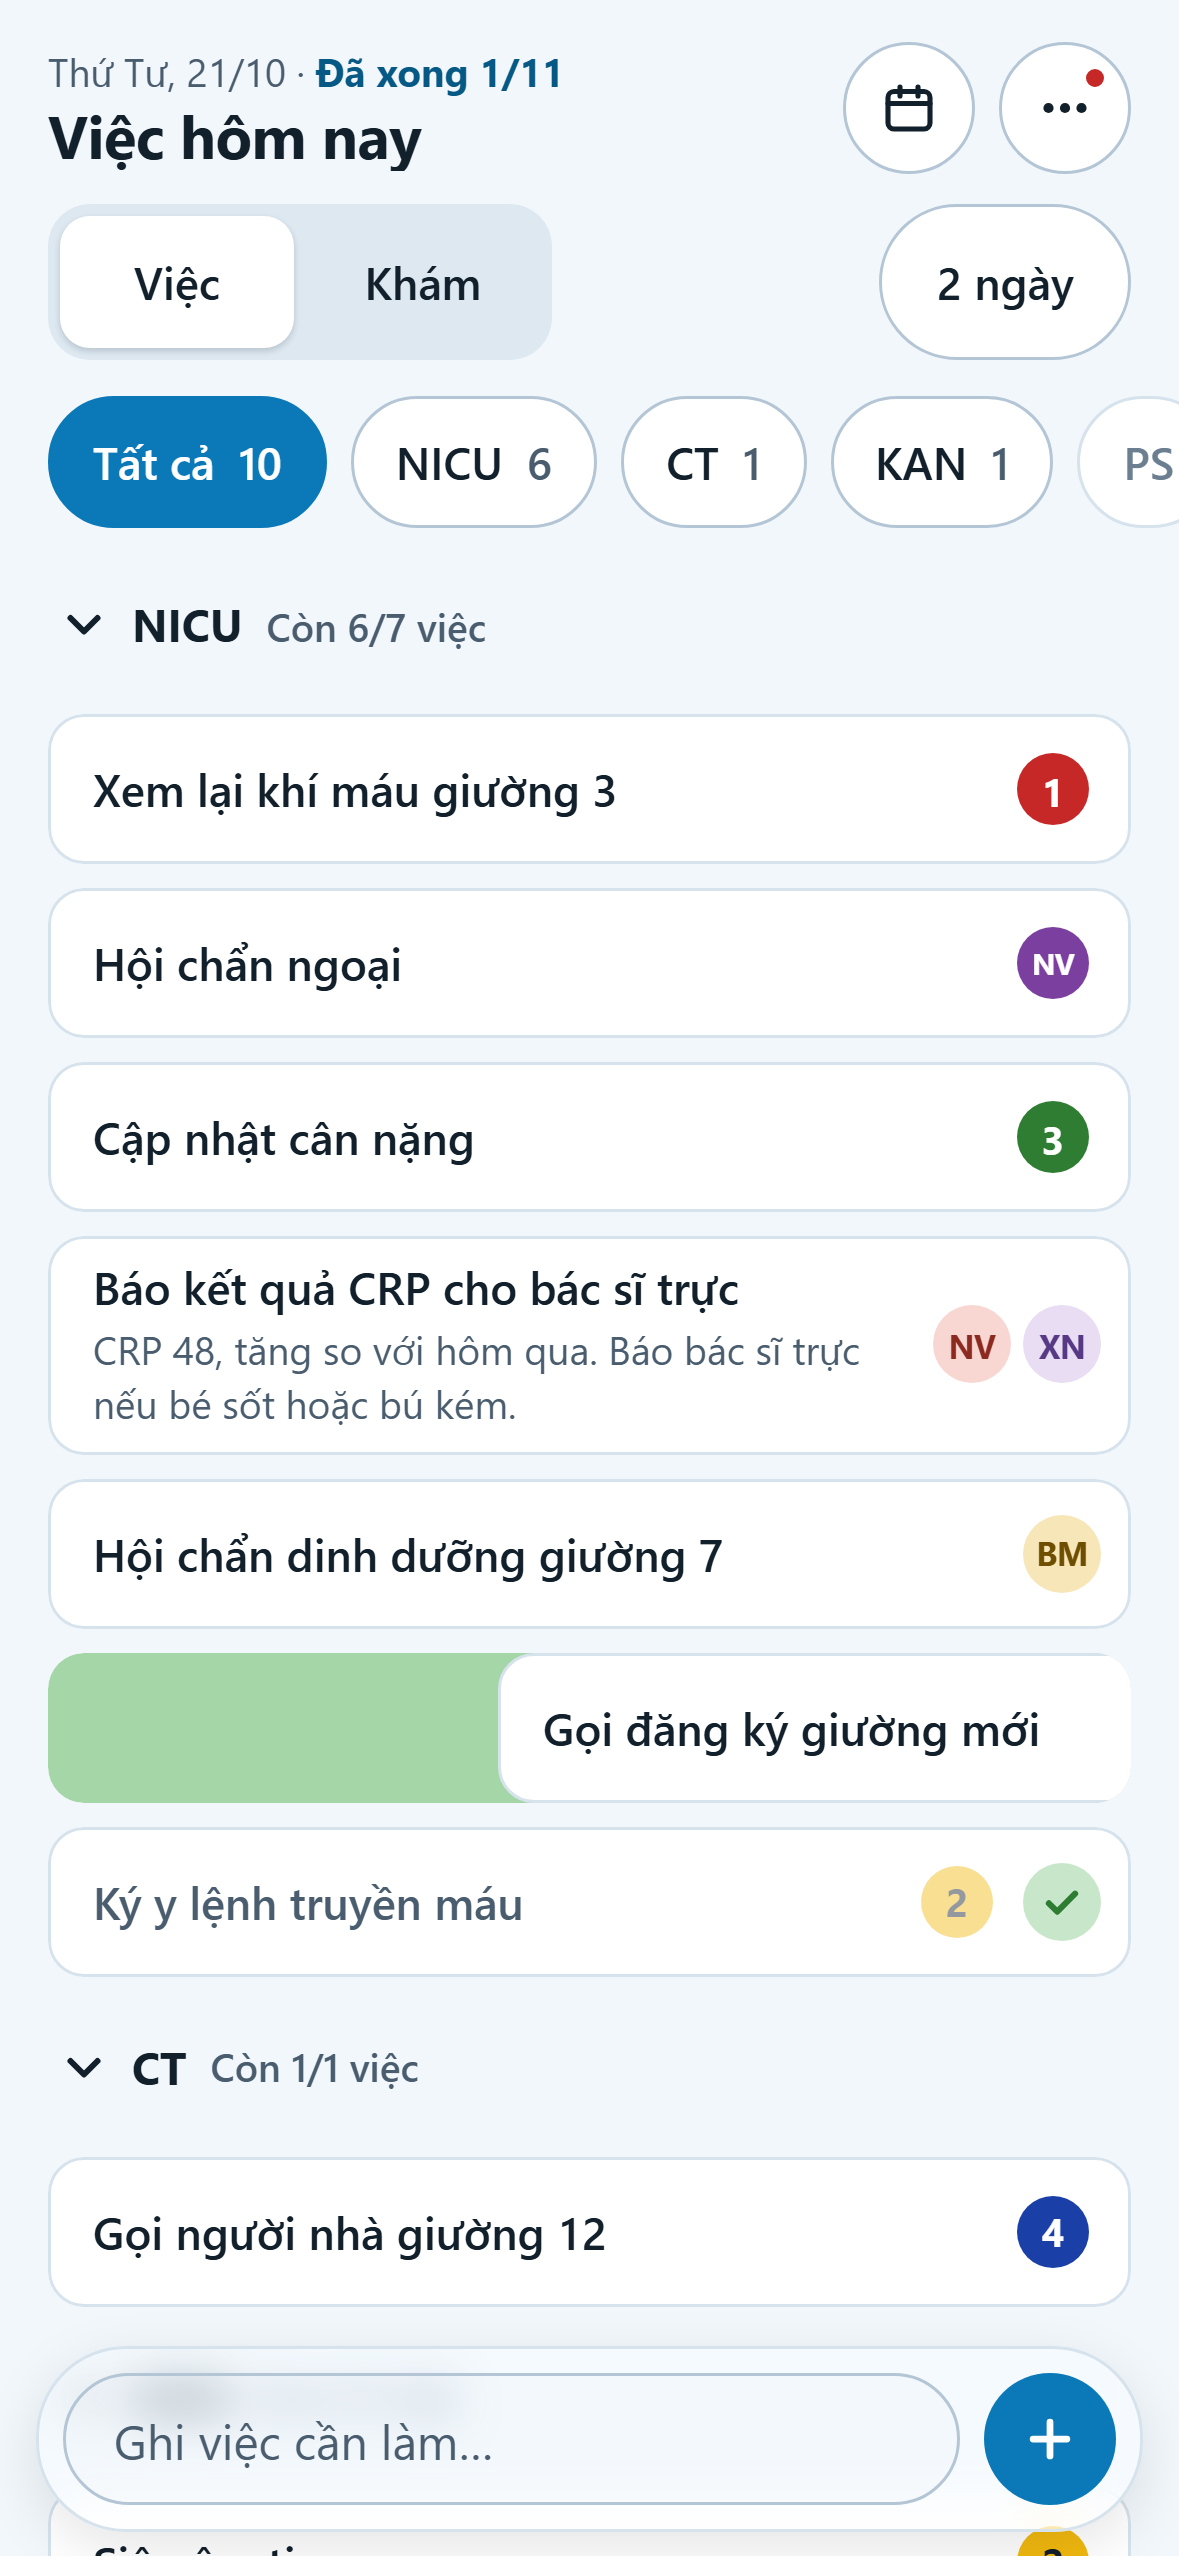 Thứ Tư, 21/10 · Đã xong 1/11
Việc hôm nay
Việc
Khám
2 ngày
Tất cả 10
NICU 6
CT 1
KAN 1
PS
NICU Còn 6/7 việc
Xem lại khí máu giường 3
1
Hội chẩn ngoại
NV
Cập nhật cân nặng
3
Báo kết quả CRP cho bác sĩ trực
CRP 48, tăng so với hôm qua. Báo bác sĩ trực
nếu bé sốt hoặc bú kém.
NV XN
Hội chẩn dinh dưỡng giường 7
BM
Gọi đăng ký giường mới
Ký y lệnh truyền máu
2
CT Còn 1/1 việc
Gọi người nhà giường 12
4
Ghi việc cần làm...